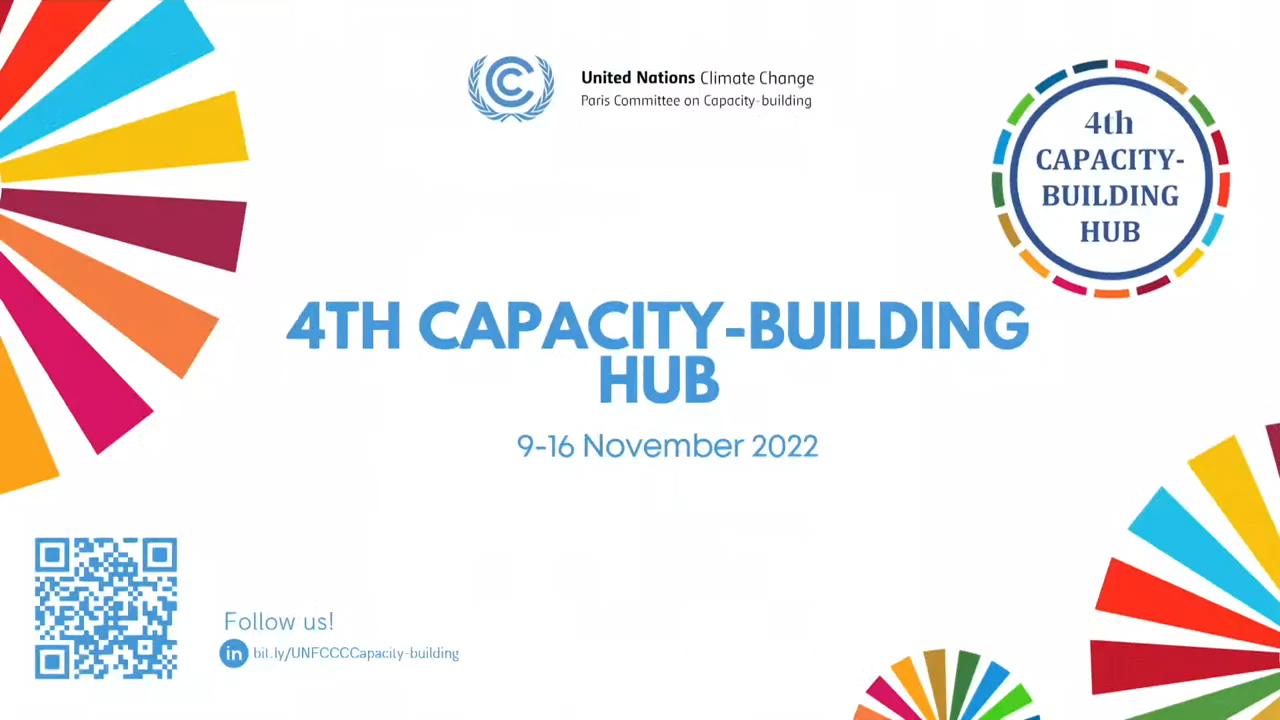 United Nations Climate Change
Paris Committee on Capacity-building
4th
CAPACITY-
BUILDING
HUB
4TH CAPACITY-BUILDING
HUB
9-16 November 2022
Follow us!
in bit.ly/UNFCCCCapacity-building